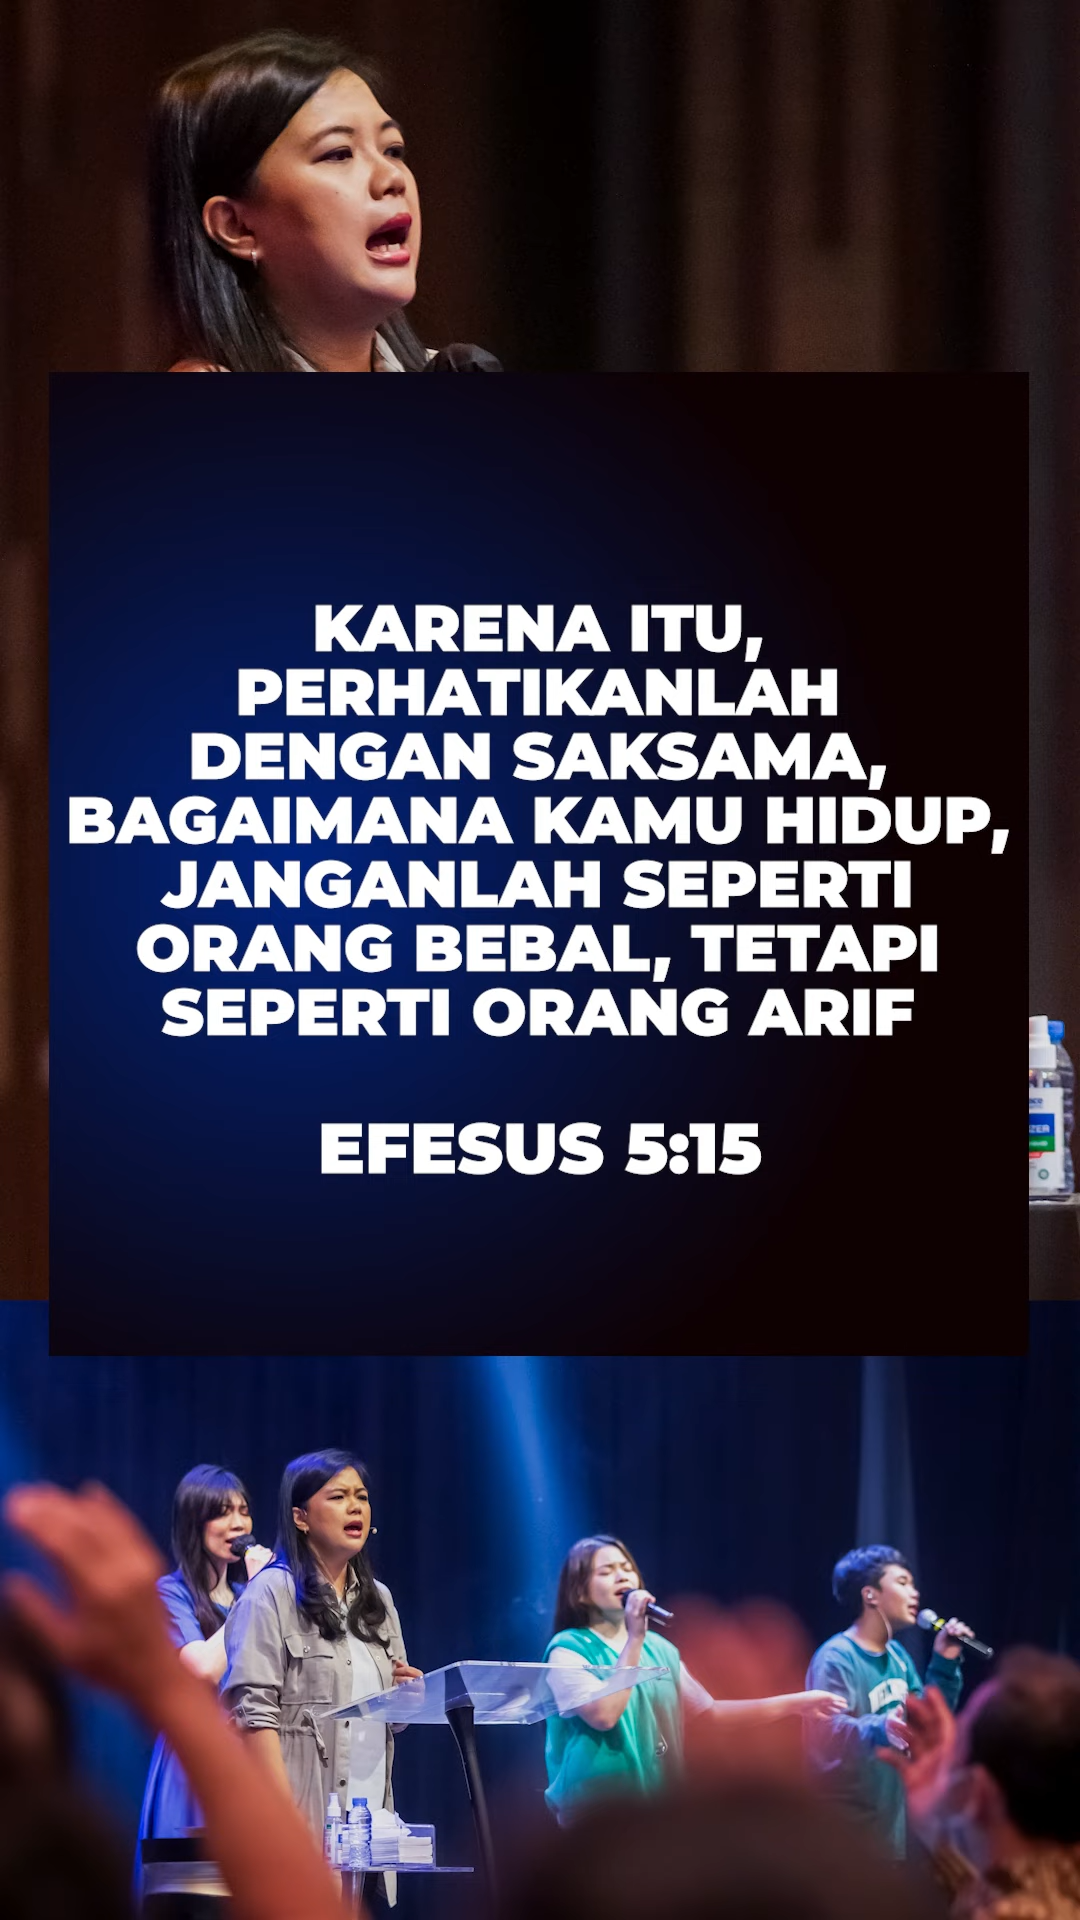 KARENA ITU,
PERHATIKANLAH
DENGAN SAKSAMA,
BAGAIMANA KAMU HIDUP,
JANGANLAH SEPERTI
ORANG BEBAL, TETAPI
SEPERTI ORANG ARIF
EFESUS 5:15